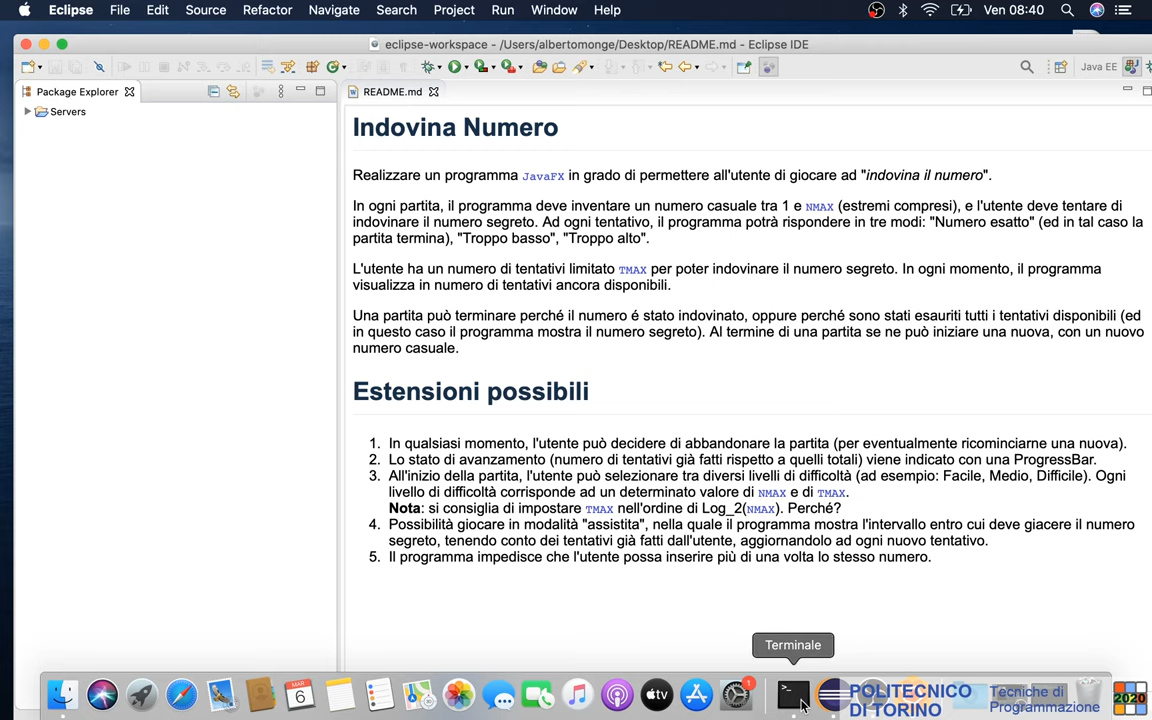 Eclipse File Edit Source Refactor Navigate Search Project Run Window Help Ven 08:40
eclipse-workspace - /Users/albertomonge/Desktop/README.md - Eclipse IDE
Java EE
Package Explorer README.md
Servers
Indovina Numero
Realizzare un programma JavaFX in grado di permettere all'utente di giocare ad "indovina il numero".
In ogni partita, il programma deve inventare un numero casuale tra 1 e NMAX (estremi compresi), e l'utente deve tentare di
indovinare il numero segreto. Ad ogni tentativo, il programma potrà rispondere in tre modi: "Numero esatto" (ed in tal caso la
partita termina), "Troppo basso", "Troppo alto".
L'utente ha un numero di tentativi limitato TMAX per poter indovinare il numero segreto. In ogni momento, il programma
visualizza in numero di tentativi ancora disponibili.
Una partita può terminare perché il numero é stato indovinato, oppure perché sono stati esauriti tutti i tentativi disponibili (ed
in questo caso il programma mostra il numero segreto). Al termine di una partita se ne può iniziare una nuova, con un nuovo
numero casuale.
Estensioni possibili
1. In qualsiasi momento, l'utente può decidere di abbandonare la partita (per eventualmente ricominciarne una nuova).
2. Lo stato di avanzamento (numero di tentativi già fatti rispetto a quelli totali) viene indicato con una ProgressBar.
3. All'inizio della partita, l'utente può selezionare tra diversi livelli di difficoltà (ad esempio: Facile, Medio, Difficile). Ogni
livello di difficoltà corrisponde ad un determinato valore di NMAX e di TMAX.
Nota: si consiglia di impostare TMAX nell'ordine di Log_2(NMAX). Perché?
4. Possibilità giocare in modalità "assistita", nella quale il programma mostra l'intervallo entro cui deve giacere il numero
segreto, tenendo conto dei tentativi già fatti dall'utente, aggiornandolo ad ogni nuovo tentativo.
5. Il programma impedisce che l'utente possa inserire più di una volta lo stesso numero.
Terminale
MAR
6
tv
1
POLITECNICO
DI TORINO
Tecniche di
Programmazione
2020